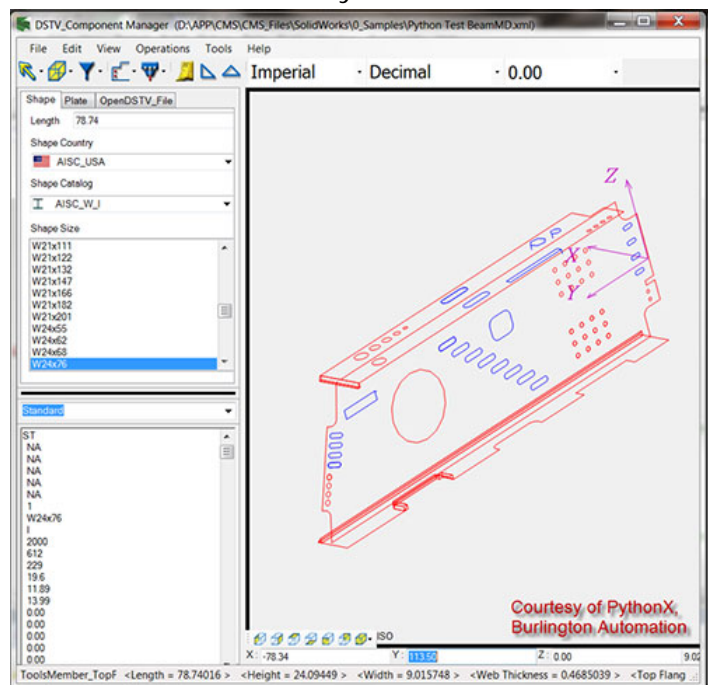 DSTV_Component Manager (D:\APP\CMS\CMS_Files\SolidWorks\0_Samples\Python Test BeamMD.xml)
File Edit View Operations Tools Help
Imperial Decimal 0.00
Shape Plate OpenDSTV_File
Length 78.74
Shape Country
AISC_USA
Shape Catalog
AISC_W_I
Shape Size
W21x111
W21x122
W21x132
W21x147
W21x166
W21x182
W21x201
W24x55
W24x62
W24x68
W24x76
Standard
ST
NA
NA
NA
NA
1
W24x76
I
2000
612
229
19.6
11.89
13.99
0.00
0.00
0.00
0.00
0.00
Z
X
Y
Courtesy of PythonX,
Burlington Automation
ISO
X: -78.34 Y: 113.50 Z: 0.00 9.02
ToolsMember_TopF <Length = 78.74016 > <Height = 24.09449 > <Width = 9.015748 > <Web Thickness = 0.4685039 > <Top Flang